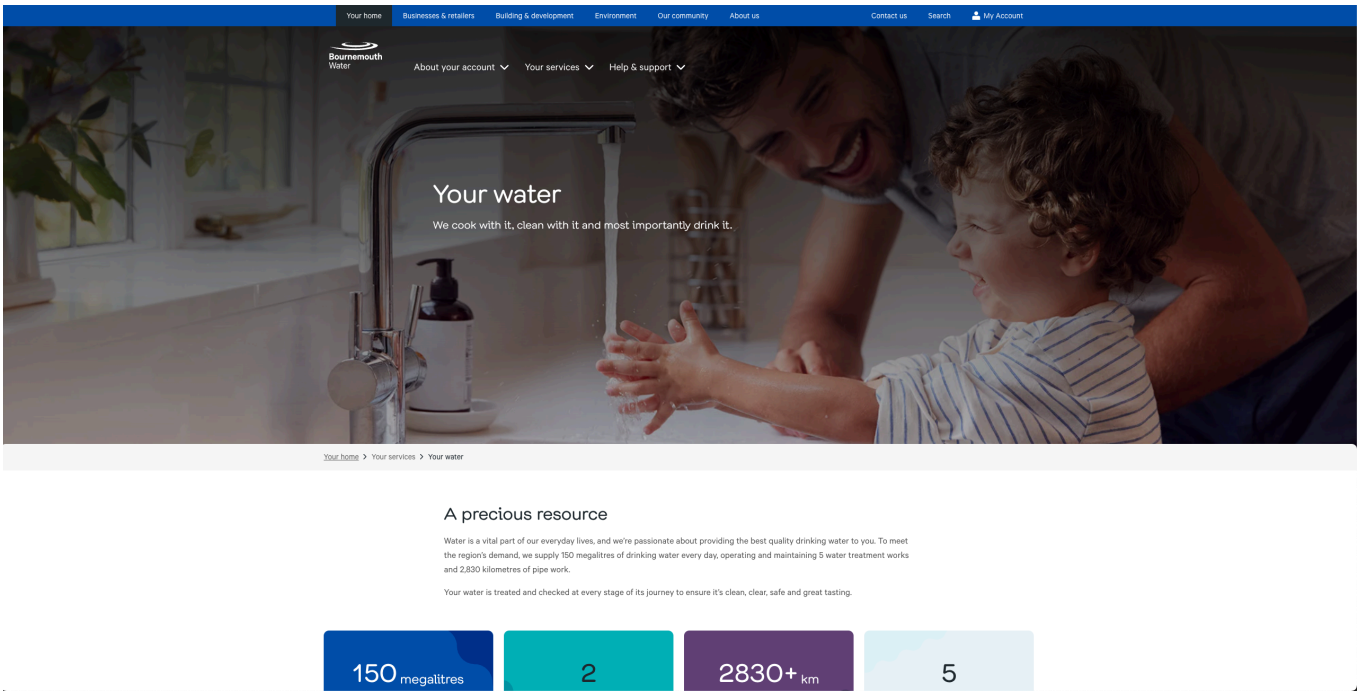 Your home Businesses & retailers Building & development Environment Our community About us Contact us Search My Account
Bournemouth
Water
About your account Your services Help & support
Your water
We cook with it, clean with it and most importantly drink it.
Your home > Your services > Your water
A precious resource
Water is a vital part of our everyday lives, and we're passionate about providing the best quality drinking water to you. To meet
the region's demand, we supply 150 megalitres of drinking water every day, operating and maintaining 5 water treatment works
and 2,830 kilometres of pipe work.
Your water is treated and checked at every stage of its journey to ensure it's clean, clear, safe and great tasting.
150 megalitres 2 2830+ km 5